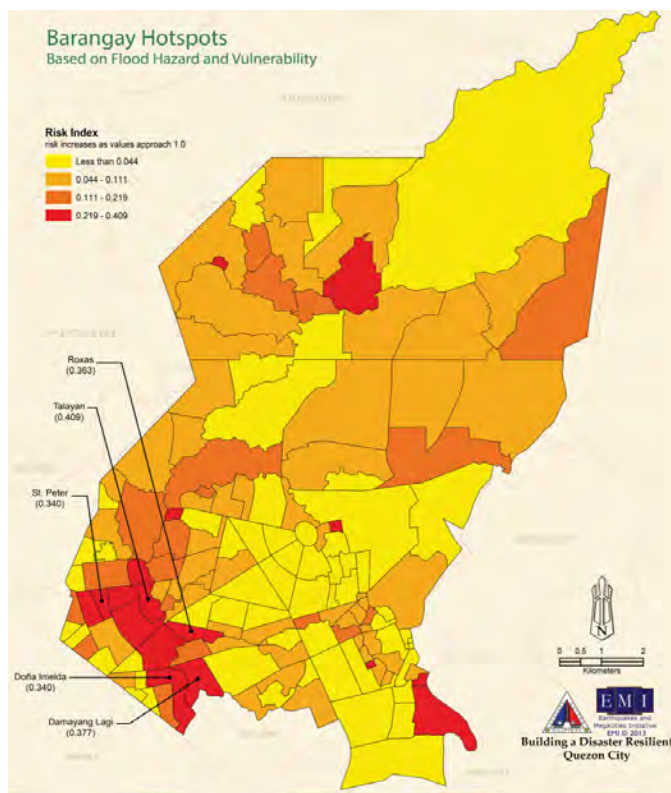 Barangay Hotspots
Based on Flood Hazard and Vulnerability
Risk Index
risk increases as values approach 1.0
Less than 0.044
0.044 - 0.111
0.111 - 0.219
0.219 - 0.409
Roxas
(0.363)
Talayan
(0.409)
St. Peter
(0.340)
Doña Imelda
(0.340)
Damayang Lagi
(0.377)
N
0 0.5 1 2
Kilometers
EMI
Earthquakes and
Megacities Initiative
EMI © 2013
Building a Disaster Resilient
Quezon City